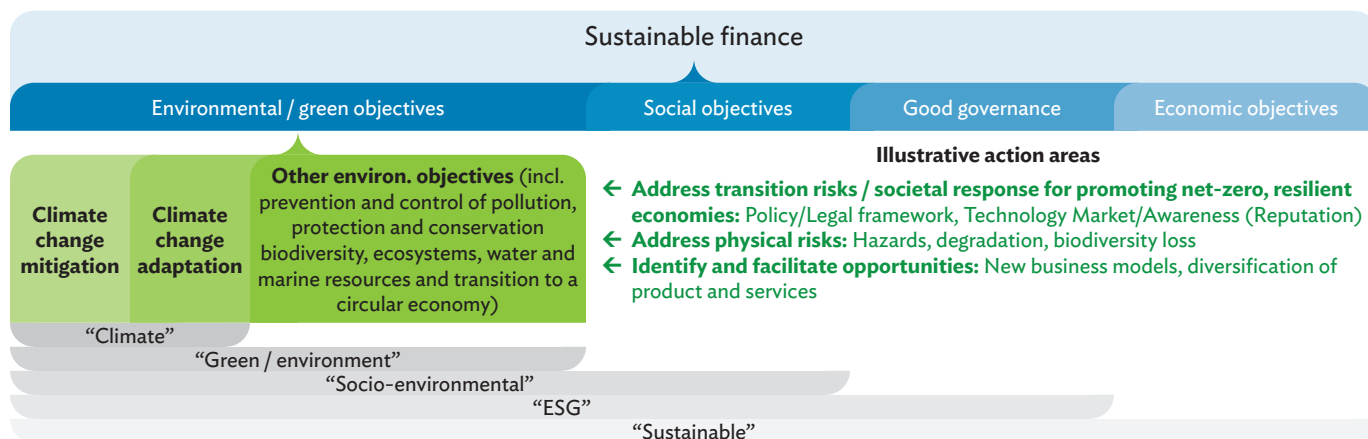 Sustainable finance
Environmental / green objectives
Social objectives
Good governance
Economic objectives
Climate
change
mitigation
Climate
change
adaptation
Other environ. objectives (incl.
prevention and control of pollution,
protection and conservation
biodiversity, ecosystems, water and
marine resources and transition to a
circular economy)
Illustrative action areas
← Address transition risks / societal response for promoting net-zero, resilient
economies: Policy/Legal framework, Technology Market/Awareness (Reputation)
← Address physical risks: Hazards, degradation, biodiversity loss
← Identify and facilitate opportunities: New business models, diversification of
product and services
“Climate”
“Green / environment”
“Socio-environmental”
“ESG”
“Sustainable”